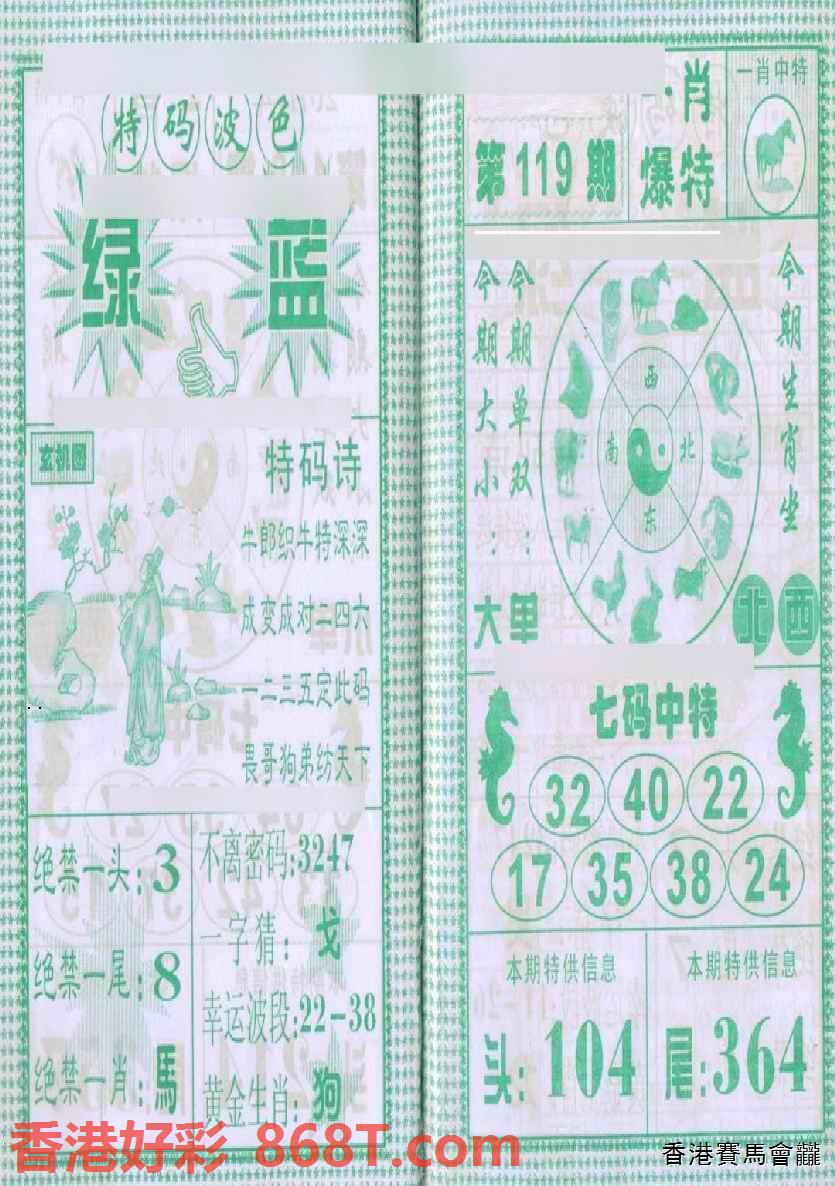 特码波色
绿 蓝
玄机图
特码诗
牛郎织牛特深深
成变成对二四六
一二三五定此码
畏哥狗弟纺天下
绝禁一头:3
绝禁一尾:8
绝禁一肖:馬
不离密码:3247
一字猜:戈
幸运波段:22-38
黄金生肖:狗
第119期
一肖
爆特
一肖中特
今期大小:大
今期单双:单
西
南
北
东
今期生肖坐
北西
七码中特
32 40 22
17 35 38 24
本期特供信息
头:104
本期特供信息
尾:364
香港好彩 868T.com
香港賽馬會